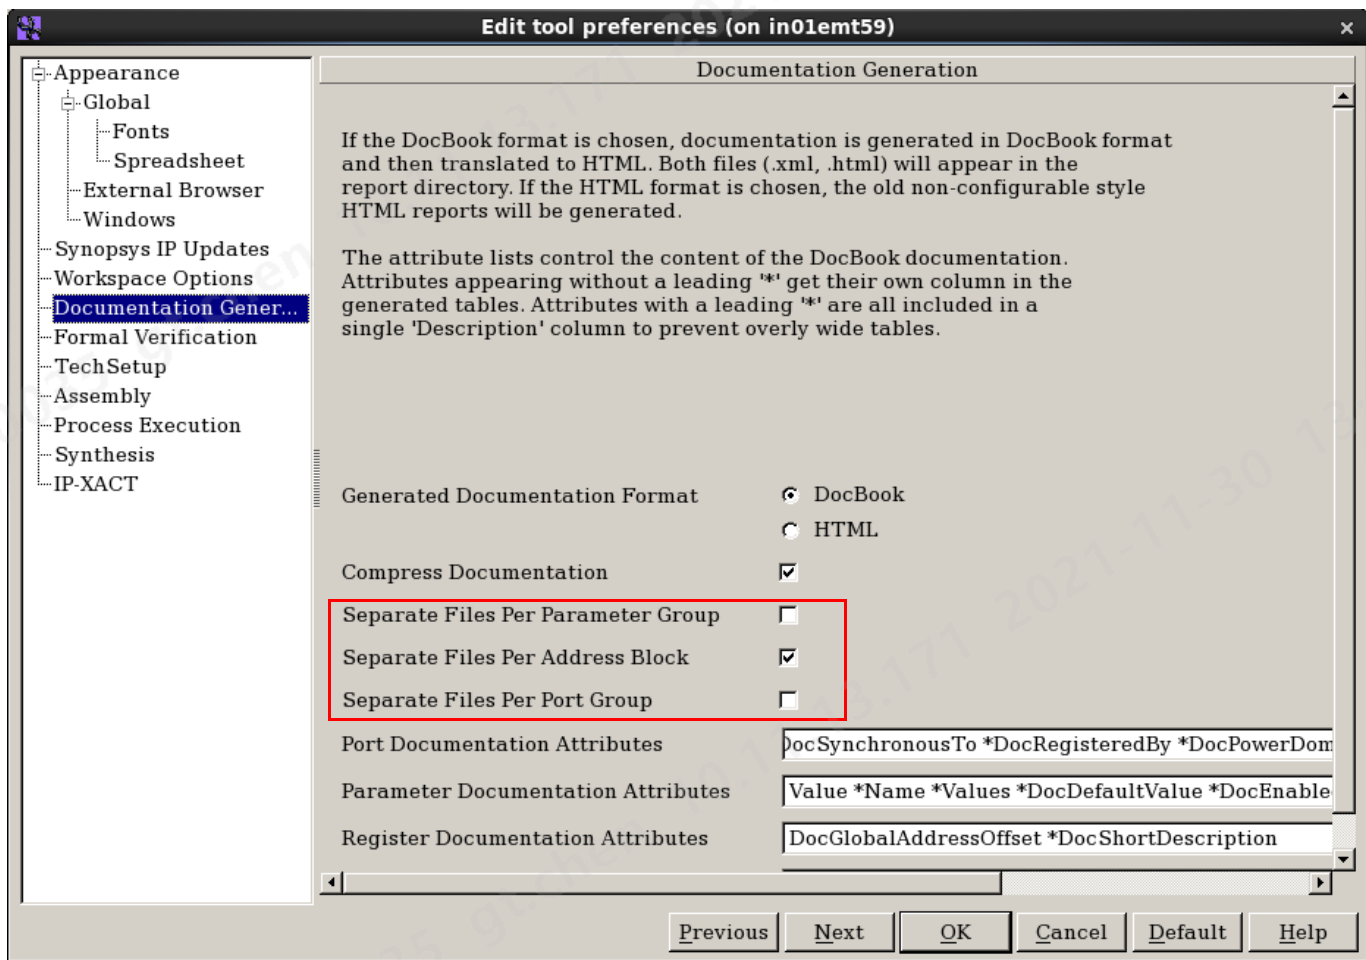 Edit tool preferences (on in01emt59)
Appearance
Global
Fonts
Spreadsheet
External Browser
Windows
Synopsys IP Updates
Workspace Options
Documentation Gener...
Formal Verification
TechSetup
Assembly
Process Execution
Synthesis
IP-XACT
Documentation Generation
If the DocBook format is chosen, documentation is generated in DocBook format
and then translated to HTML. Both files (.xml, .html) will appear in the
report directory. If the HTML format is chosen, the old non-configurable style
HTML reports will be generated.
The attribute lists control the content of the DocBook documentation.
Attributes appearing without a leading '*' get their own column in the
generated tables. Attributes with a leading '*' are all included in a
single 'Description' column to prevent overly wide tables.
Generated Documentation Format
DocBook
HTML
Compress Documentation
Separate Files Per Parameter Group
Separate Files Per Address Block
Separate Files Per Port Group
Port Documentation Attributes
DocSynchronousTo *DocRegisteredBy *DocPowerDom
Parameter Documentation Attributes
Value *Name *Values *DocDefaultValue *DocEnable
Register Documentation Attributes
DocGlobalAddressOffset *DocShortDescription
Previous
Next
OK
Cancel
Default
Help